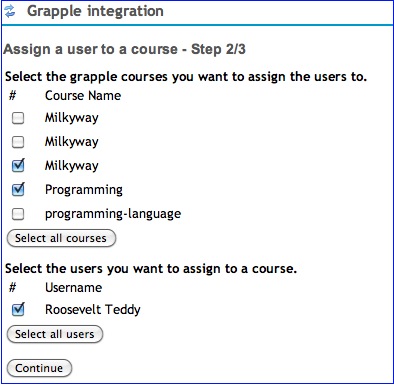 Grapple integration
Assign a user to a course - Step 2/3
Select the grapple courses you want to assign the users to.
# Course Name
Milkyway
Milkyway
Milkyway
Programming
programming-language
Select all courses
Select the users you want to assign to a course.
# Username
Roosevelt Teddy
Select all users
Continue